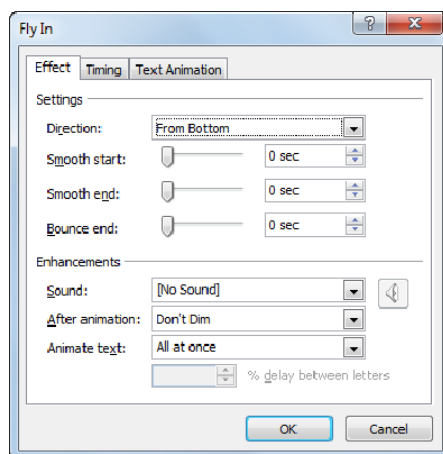 Fly In
Effect Timing Text Animation
Settings
Direction: From Bottom
Smooth start: 0 sec
Smooth end: 0 sec
Bounce end: 0 sec
Enhancements
Sound: [No Sound]
After animation: Don't Dim
Animate text: All at once
% delay between letters
OK Cancel